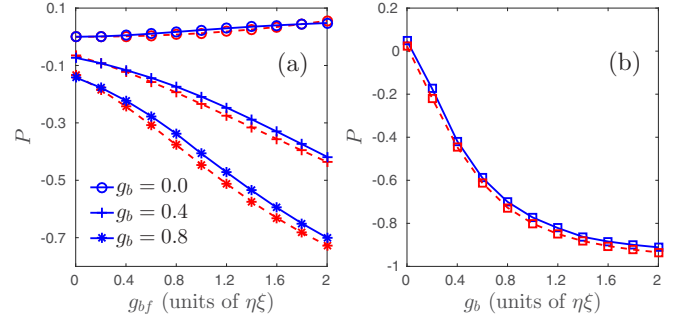 0.1
-0.1
-0.3
-0.5
-0.7
P
(a)
g_b = 0.0
g_b = 0.4
g_b = 0.8
0 0.4 0.8 1.2 1.6 2
g_{bf} (units of ηξ)
0.2
0
-0.2
-0.4
-0.6
-0.8
-1
P
(b)
0 0.4 0.8 1.2 1.6 2
g_b (units of ηξ)